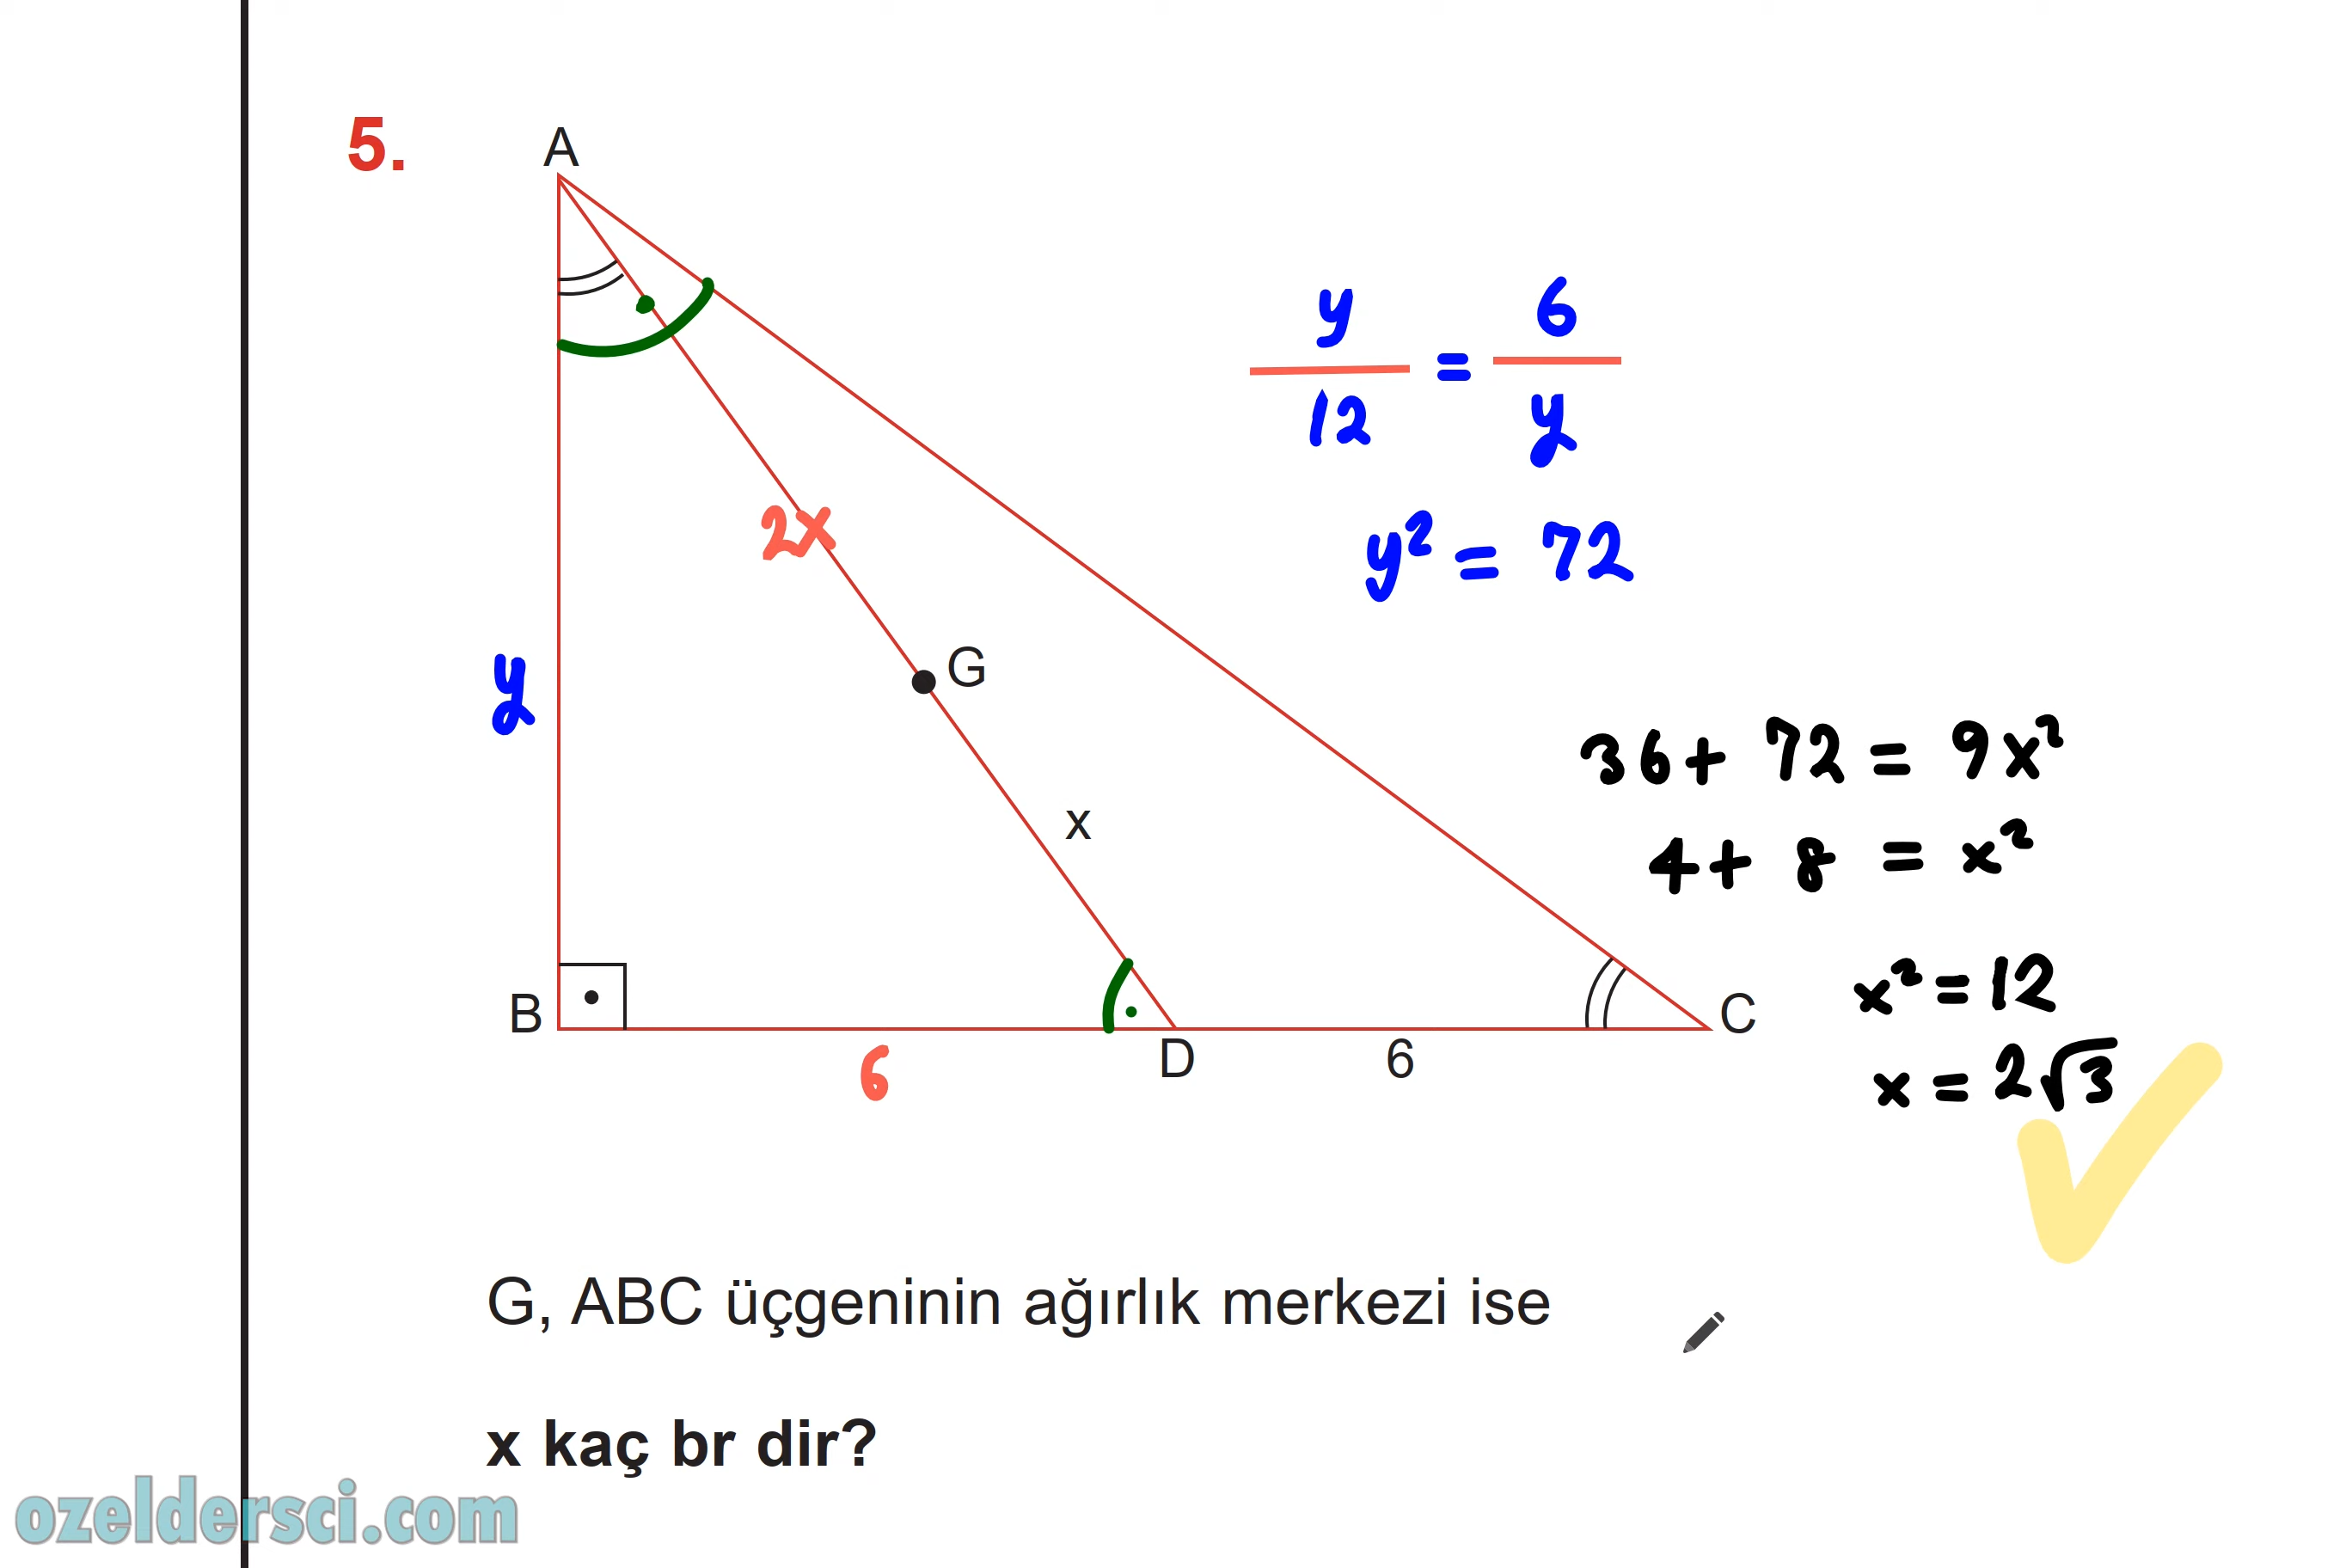 5.
A
y
12
=
6
y
y² = 72
2x
G
y
36 + 72 = 9x²
x
4 + 8 = x²
x² = 12
B
C
D
6
6
x = 2√3
G, ABC üçgeninin ağırlık merkezi ise
x kaç br dir?
ozeldersci.com